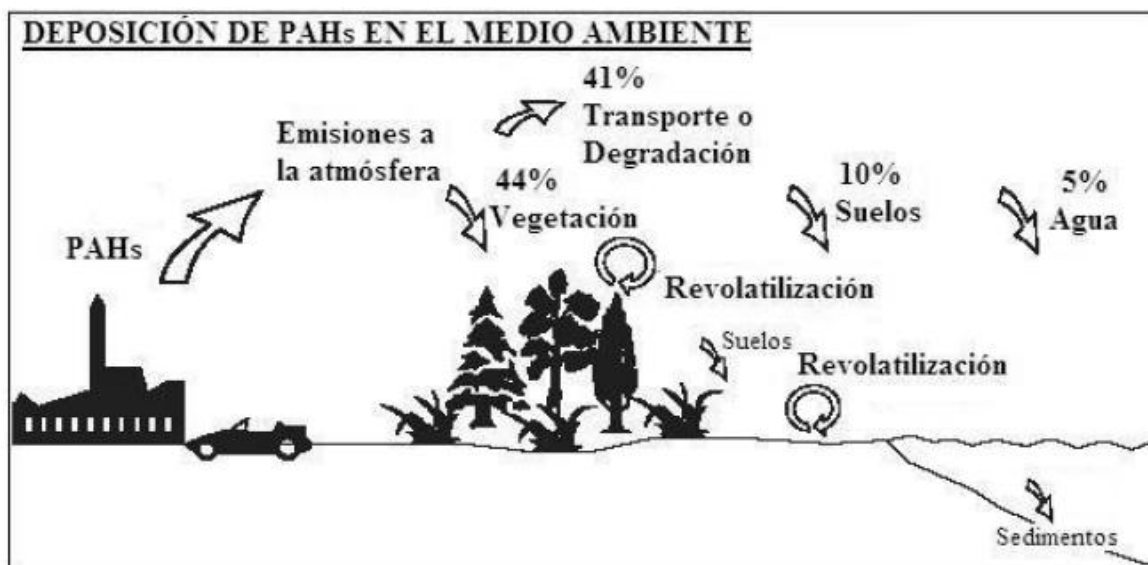 DEPOSICIÓN DE PAHs EN EL MEDIO AMBIENTE
41%
Transporte o
Degradación
Emisiones a
la atmósfera
44%
Vegetación
10%
Suelos
5%
Agua
PAHs
Revolatilización
Suelos
Revolatilización
Sedimentos